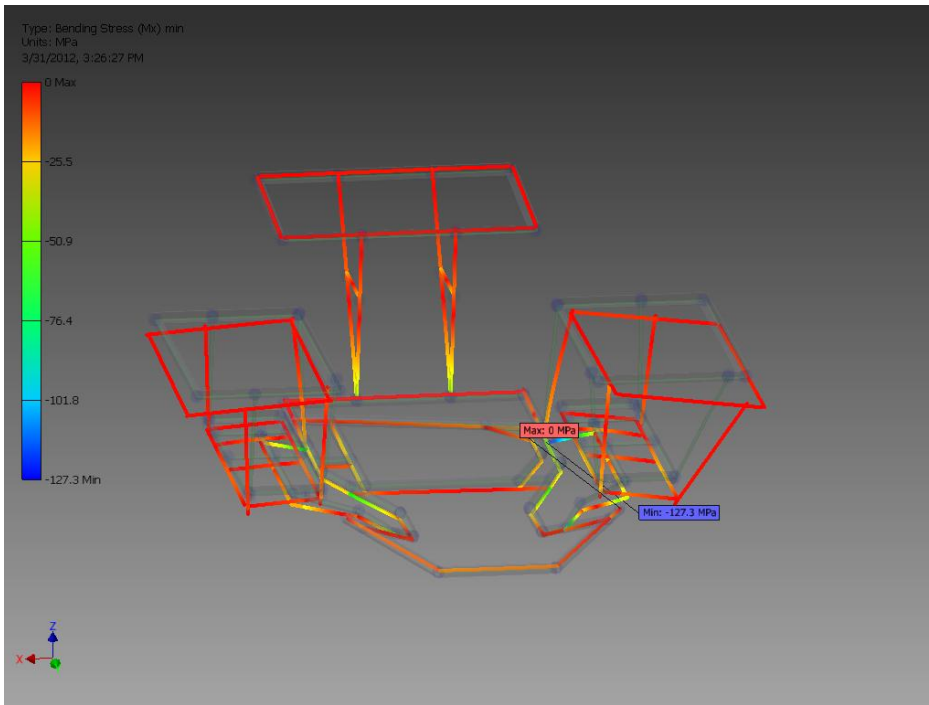 Type: Bending Stress (Mx) min
Units: MPa
3/31/2012, 3:26:27 PM
0 Max
-25.5
-50.9
-76.4
-101.8
-127.3 Min
Max: 0 MPa
Min: -127.3 MPa
Z
X